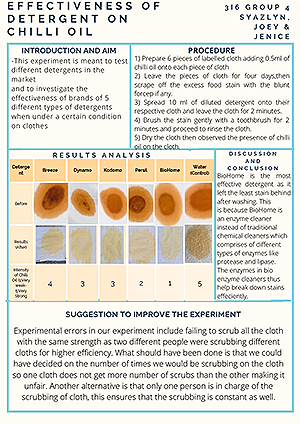 EFFECTIVENESS OF
DETERGENT ON
CHILLI OIL
316 GROUP 4
SYAZLYN,
JOEY &
JENICE
INTRODUCTION AND AIM
-This experiment is meant to test
different detergents in the
market
and to investigate the
effectiveness of brands of 5
different types of detergents
when under a certain condition
on clothes
PROCEDURE
1) Prepare 6 pieces of labelled cloth adding 0.5ml of
chilli oil onto each piece of cloth
2) Leave the pieces of cloth for four days,then
scrape off the excess food stain with the blunt
forcep if any.
3) Spread 10 ml of diluted detergent onto their
respective cloth and leave the cloth for 2 minutes.
4) Brush the stain gently with a toothbrush for 2
minutes and proceed to rinse the cloth.
5) Dry the cloth then observed the presence of chilli
oil on the cloth.
RESULTS ANALYSIS
Deterge
nt
Breeze
Dynamo
Kodomo
Persil
BioHome
Water
(Control)
Before
Results
Intensity
of Chilli
Oil
4
3
3
2
1
5
DISCUSSION
AND
CONCLUSION
BioHome is the most
effective detergent as it
left the least stain behind
after washing. This
is because BioHome is
an enzyme cleaner
instead of traditional
chemical cleaners which
comprises of different
types of enzymes like
protease and lipase.
The enzymes in bio
enzyme cleaners thus
help break down stains
effeciently.
SUGGESTION TO IMPROVE THE EXPERIMENT
Experimental errors in our experiment include failing to scrub all the cloth
with the same strength as two different people were scrubbing different
cloths for higher efficiency. What should have been done is that we could
have decided on the number of times we would be scrubbing on the cloth
so one cloth does not get more number of scrubs than the other making it
unfair. Another alternative is that only one person is in charge of the
scrubbing of cloth, this ensures that the scrubbing is constant as well.